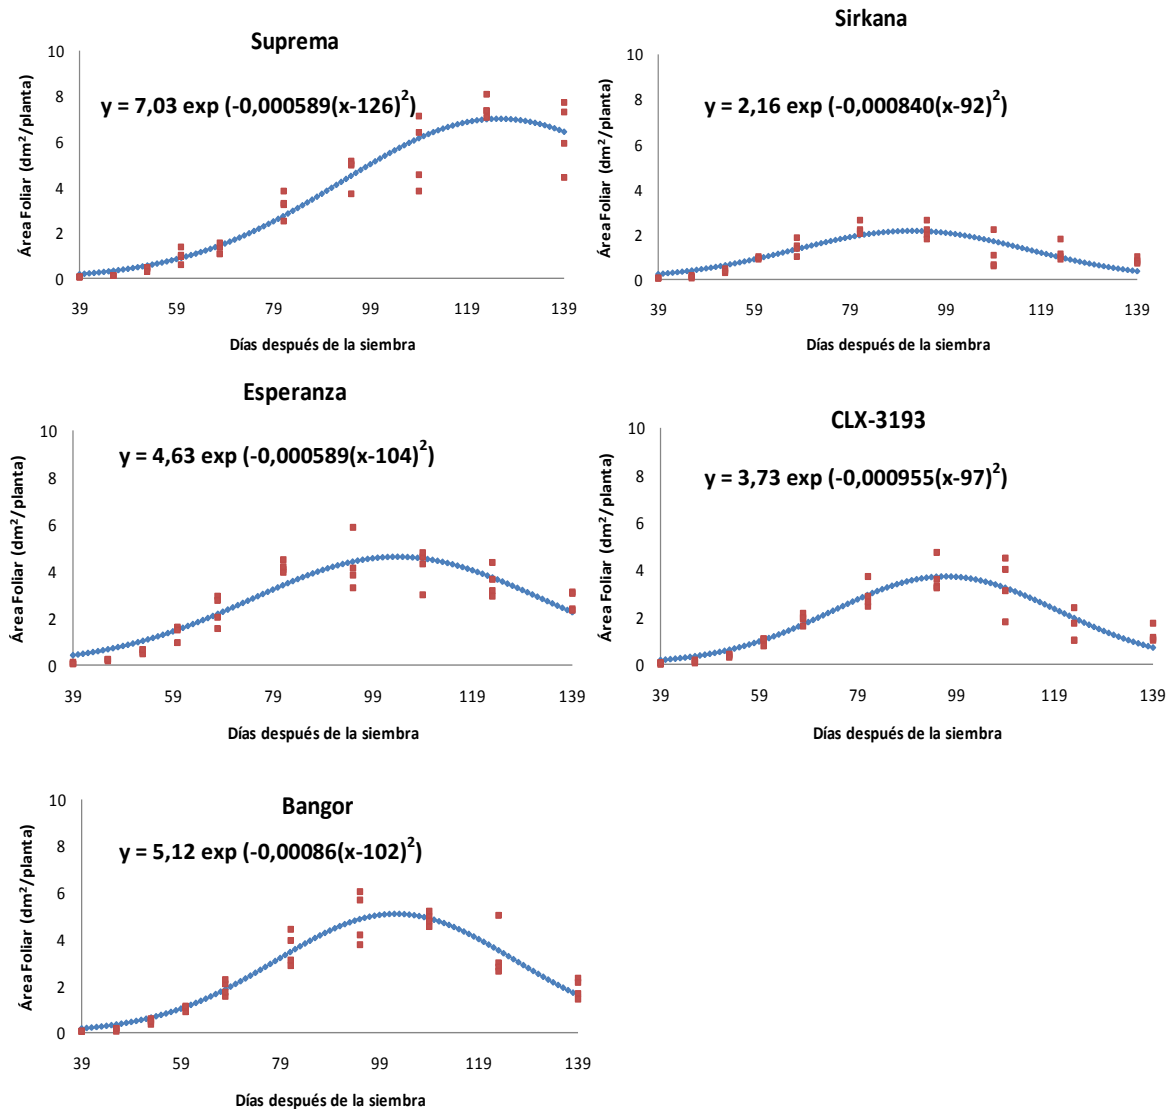 Suprema
y = 7,03 exp (-0,000589(x-126)²)
Área Foliar (dm²/planta)
10
8
6
4
2
0
39 59 79 99 119 139
Días después de la siembra
Sirkana
y = 2,16 exp (-0,000840(x-92)²)
Área Foliar (dm²/planta)
10
8
6
4
2
0
39 59 79 99 119 139
Días después de la siembra
Esperanza
y = 4,63 exp (-0,000589(x-104)²)
Área Foliar (dm²/planta)
10
8
6
4
2
0
39 59 79 99 119 139
Días después de la siembra
CLX-3193
y = 3,73 exp (-0,000955(x-97)²)
Área Foliar (dm²/planta)
10
8
6
4
2
0
39 59 79 99 119 139
Días después de la siembra
Bangor
y = 5,12 exp (-0,00086(x-102)²)
Área Foliar (dm²/planta)
10
8
6
4
2
0
39 59 79 99 119 139
Días después de la siembra